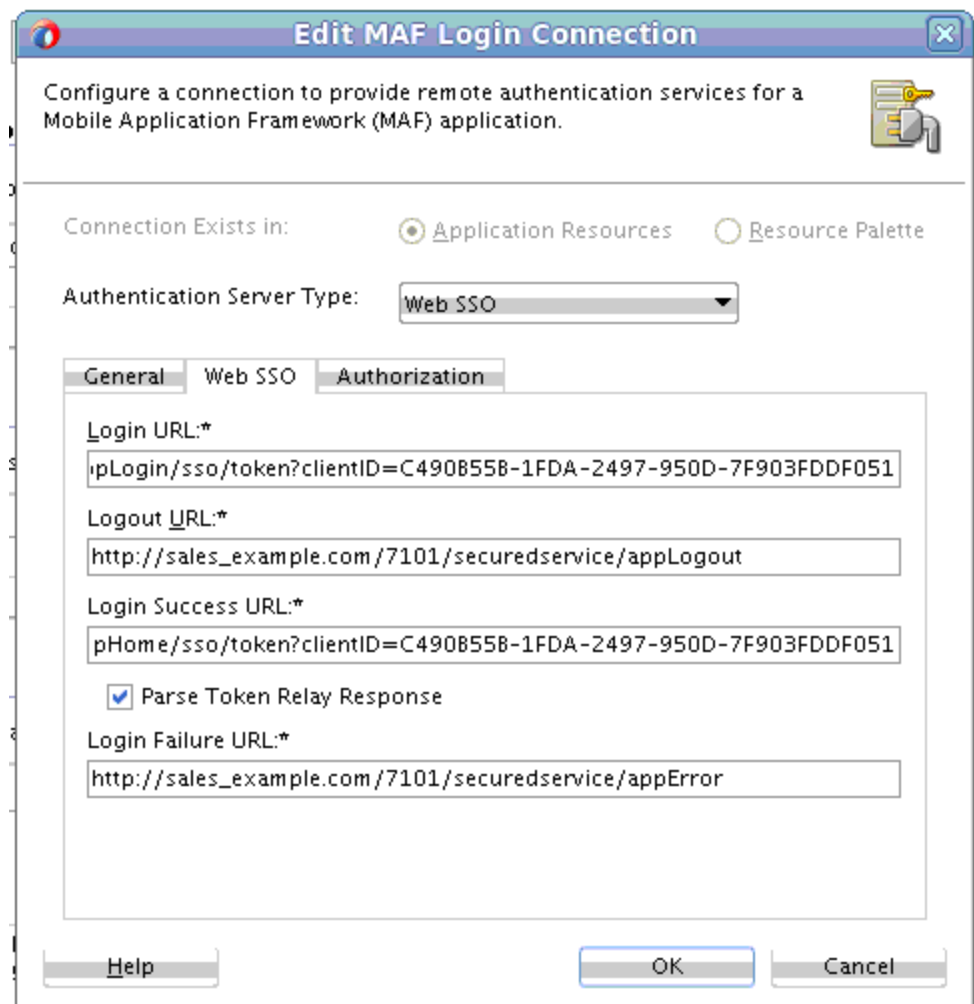 Edit MAF Login Connection
Configure a connection to provide remote authentication services for a
Mobile Application Framework (MAF) application.
Connection Exists in: Application Resources Resource Palette
Authentication Server Type: Web SSO
General Web SSO Authorization
Login URL:*
pLogin/sso/token?clientID=C490B55B-1FDA-2497-950D-7F903FDDF051
Logout URL:*
http://sales_example.com/7101/securedservice/appLogout
Login Success URL:*
pHome/sso/token?clientID=C490B55B-1FDA-2497-950D-7F903FDDF051
Parse Token Relay Response
Login Failure URL:*
http://sales_example.com/7101/securedservice/appError
Help OK Cancel